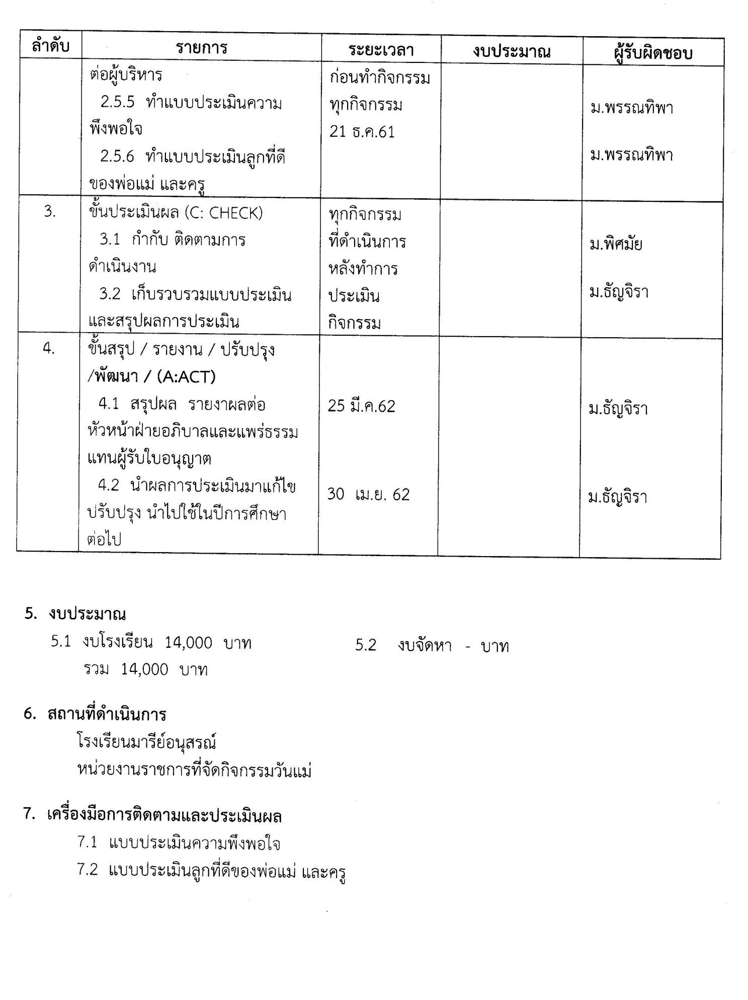 ลำดับ รายการ ระยะเวลา งบประมาณ ผู้รับผิดชอบ
ต่อผู้บริหาร ก่อนทำกิจกรรม
2.5.5 ทำแบบประเมินความ ทุกกิจกรรม ม.พรรณทิพา
พึงพอใจ 21 ธ.ค.61
2.5.6 ทำแบบประเมินลูกที่ดี ม.พรรณทิพา
ของพ่อแม่ และครู
3. ขั้นประเมินผล (C: CHECK) ทุกกิจกรรม
3.1 กำกับ ติดตามการ ที่ดำเนินการ ม.พิศมัย
ดำเนินงาน หลังทำการ
3.2 เก็บรวบรวมแบบประเมิน ประเมิน ม.ธัญจิรา
และสรุปผลการประเมิน กิจกรรม
4. ขั้นสรุป / รายงาน / ปรับปรุง
/พัฒนา / (A:ACT)
4.1 สรุปผล รายงาผลต่อ 25 มี.ค.62 ม.ธัญจิรา
หัวหน้าฝ่ายอภิบาลและแพร่ธรรม
แทนผู้รับใบอนุญาต
4.2 นำผลการประเมินมาแก้ไข 30 เม.ย. 62 ม.ธัญจิรา
ปรับปรุง นำไปใช้ในปีการศึกษา
ต่อไป
5. งบประมาณ
5.1 งบโรงเรียน 14,000 บาท 5.2 งบจัดหา - บาท
รวม 14,000 บาท
6. สถานที่ดำเนินการ
โรงเรียนมารีย์อนุสรณ์
หน่วยงานราชการที่จัดกิจกรรมวันแม่
7. เครื่องมือการติดตามและประเมินผล
7.1 แบบประเมินความพึงพอใจ
7.2 แบบประเมินลูกที่ดีของพ่อแม่ และครู